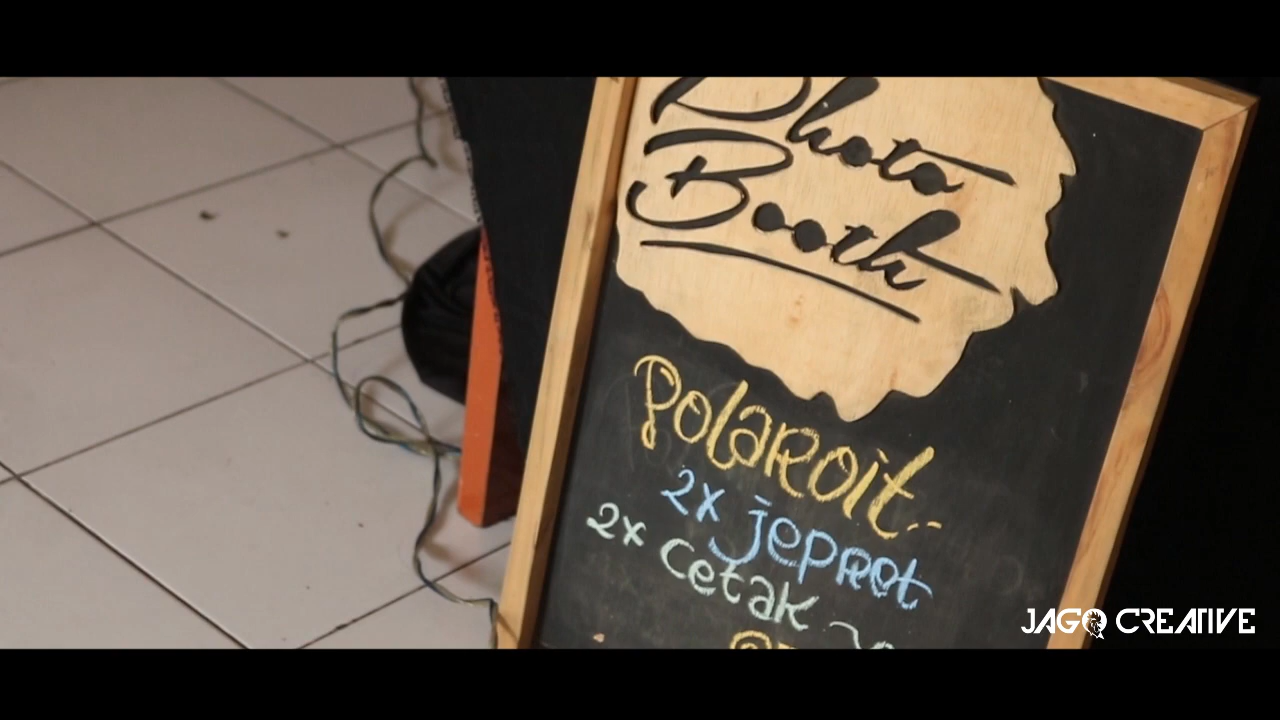 Photo
Booth
PolaRoit..
2x jepRet
2x cetak
JAGO CREATIVE